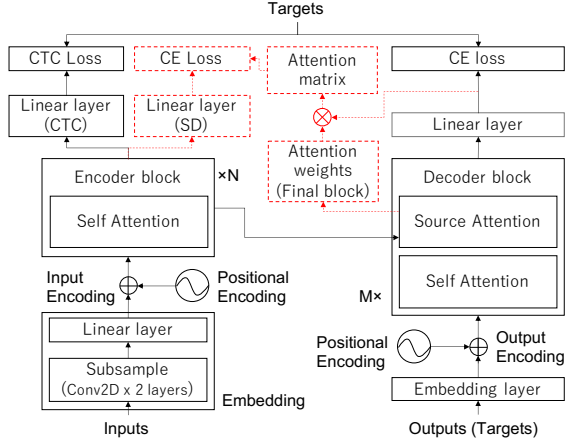 Targets
CTC Loss
CE Loss
Attention
matrix
CE loss
Linear layer
(CTC)
Linear layer
(SD)
Linear layer
Attention
weights
(Final block)
Encoder block
×N
Self Attention
Decoder block
Source Attention
Self Attention
M×
Input
Encoding
Positional
Encoding
Linear layer
Subsample
(Conv2D x 2 layers)
Embedding
Inputs
Positional
Encoding
Output
Encoding
Embedding layer
Outputs (Targets)